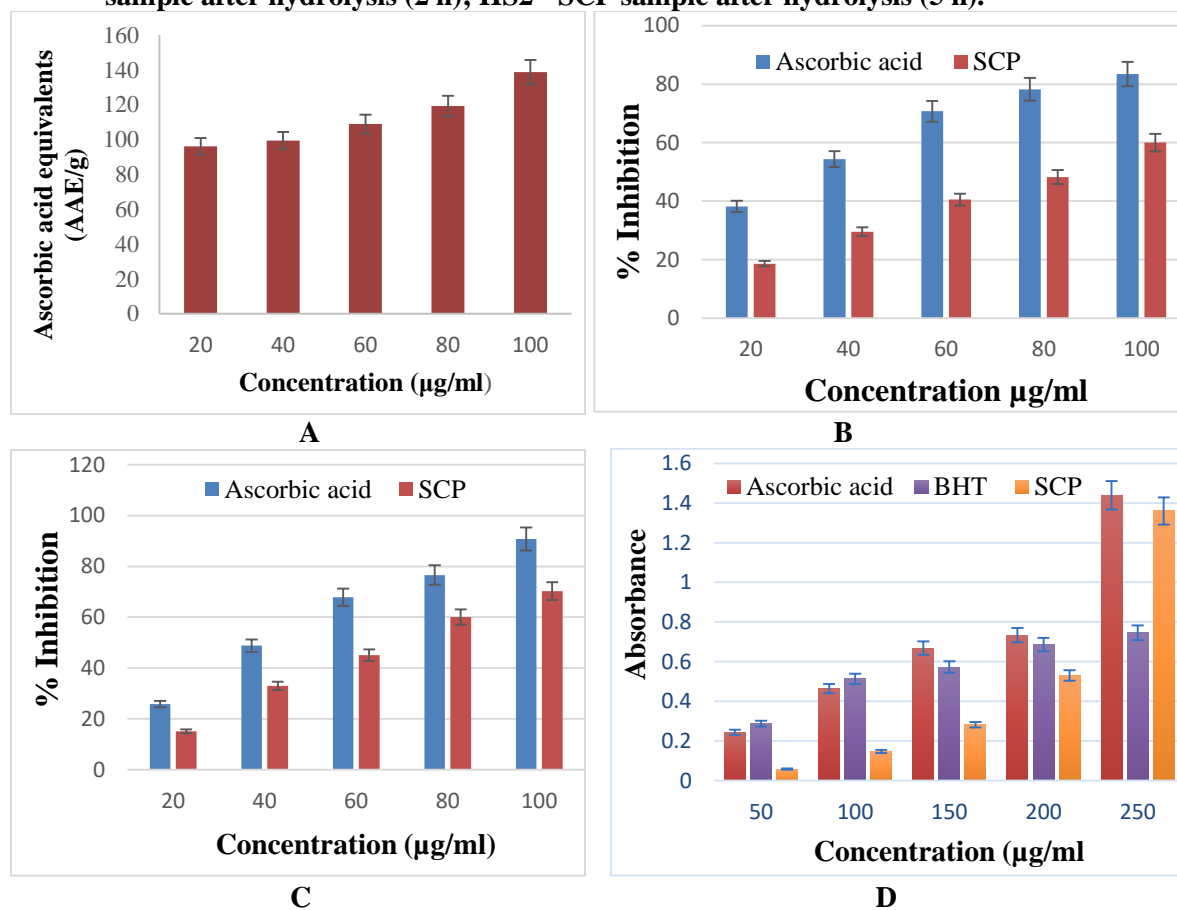 sample after hydrolysis (2 h); HS2 - SCP sample after hydrolysis (3 h).
Ascorbic acid equivalents
(AAE/g)
160
140
120
100
80
60
40
20
0
20 40 60 80 100
Concentration (µg/ml)
A
% Inhibition
100
80
60
40
20
0
Ascorbic acid SCP
20 40 60 80 100
Concentration µg/ml
B
% Inhibition
120
100
80
60
40
20
0
Ascorbic acid SCP
20 40 60 80 100
Concentration (µg/ml)
C
Absorbance
1.6
1.4
1.2
1
0.8
0.6
0.4
0.2
0
Ascorbic acid BHT SCP
50 100 150 200 250
Concentration (µg/ml
D